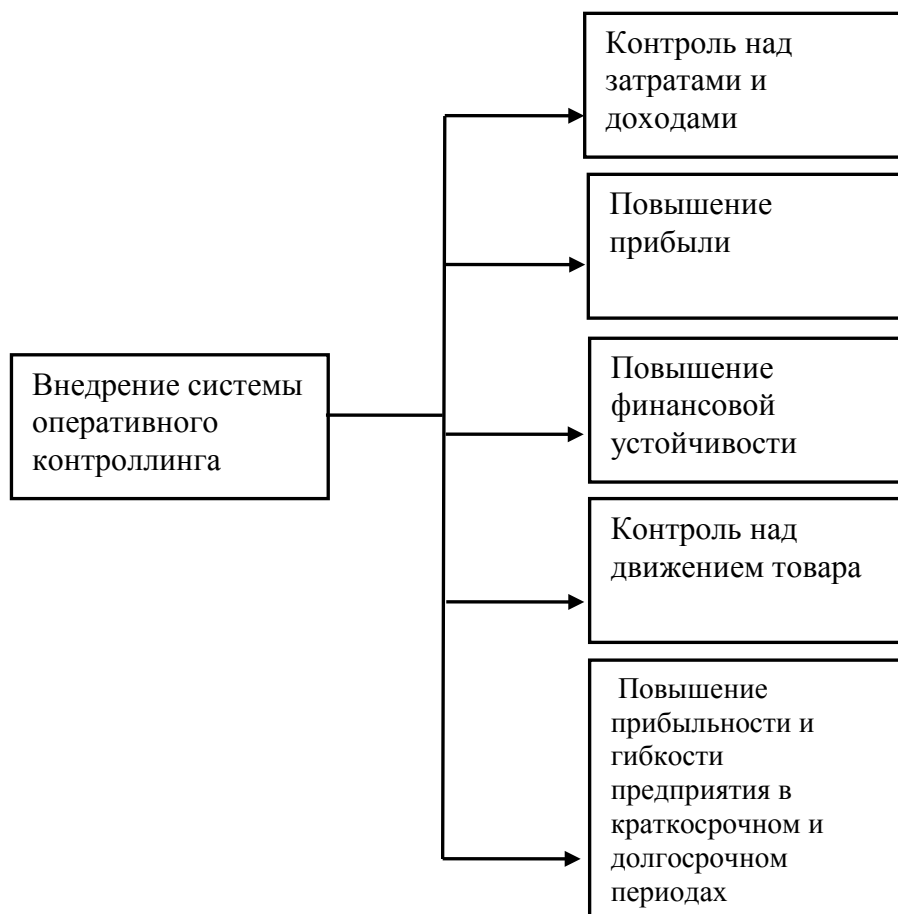 Контроль над
затратами и
доходами
Повышение
прибыли
Внедрение системы
оперативного
контроллинга
Повышение
финансовой
устойчивости
Контроль над
движением товара
Повышение
прибыльности и
гибкости
предприятия в
краткосрочном и
долгосрочном
периодах